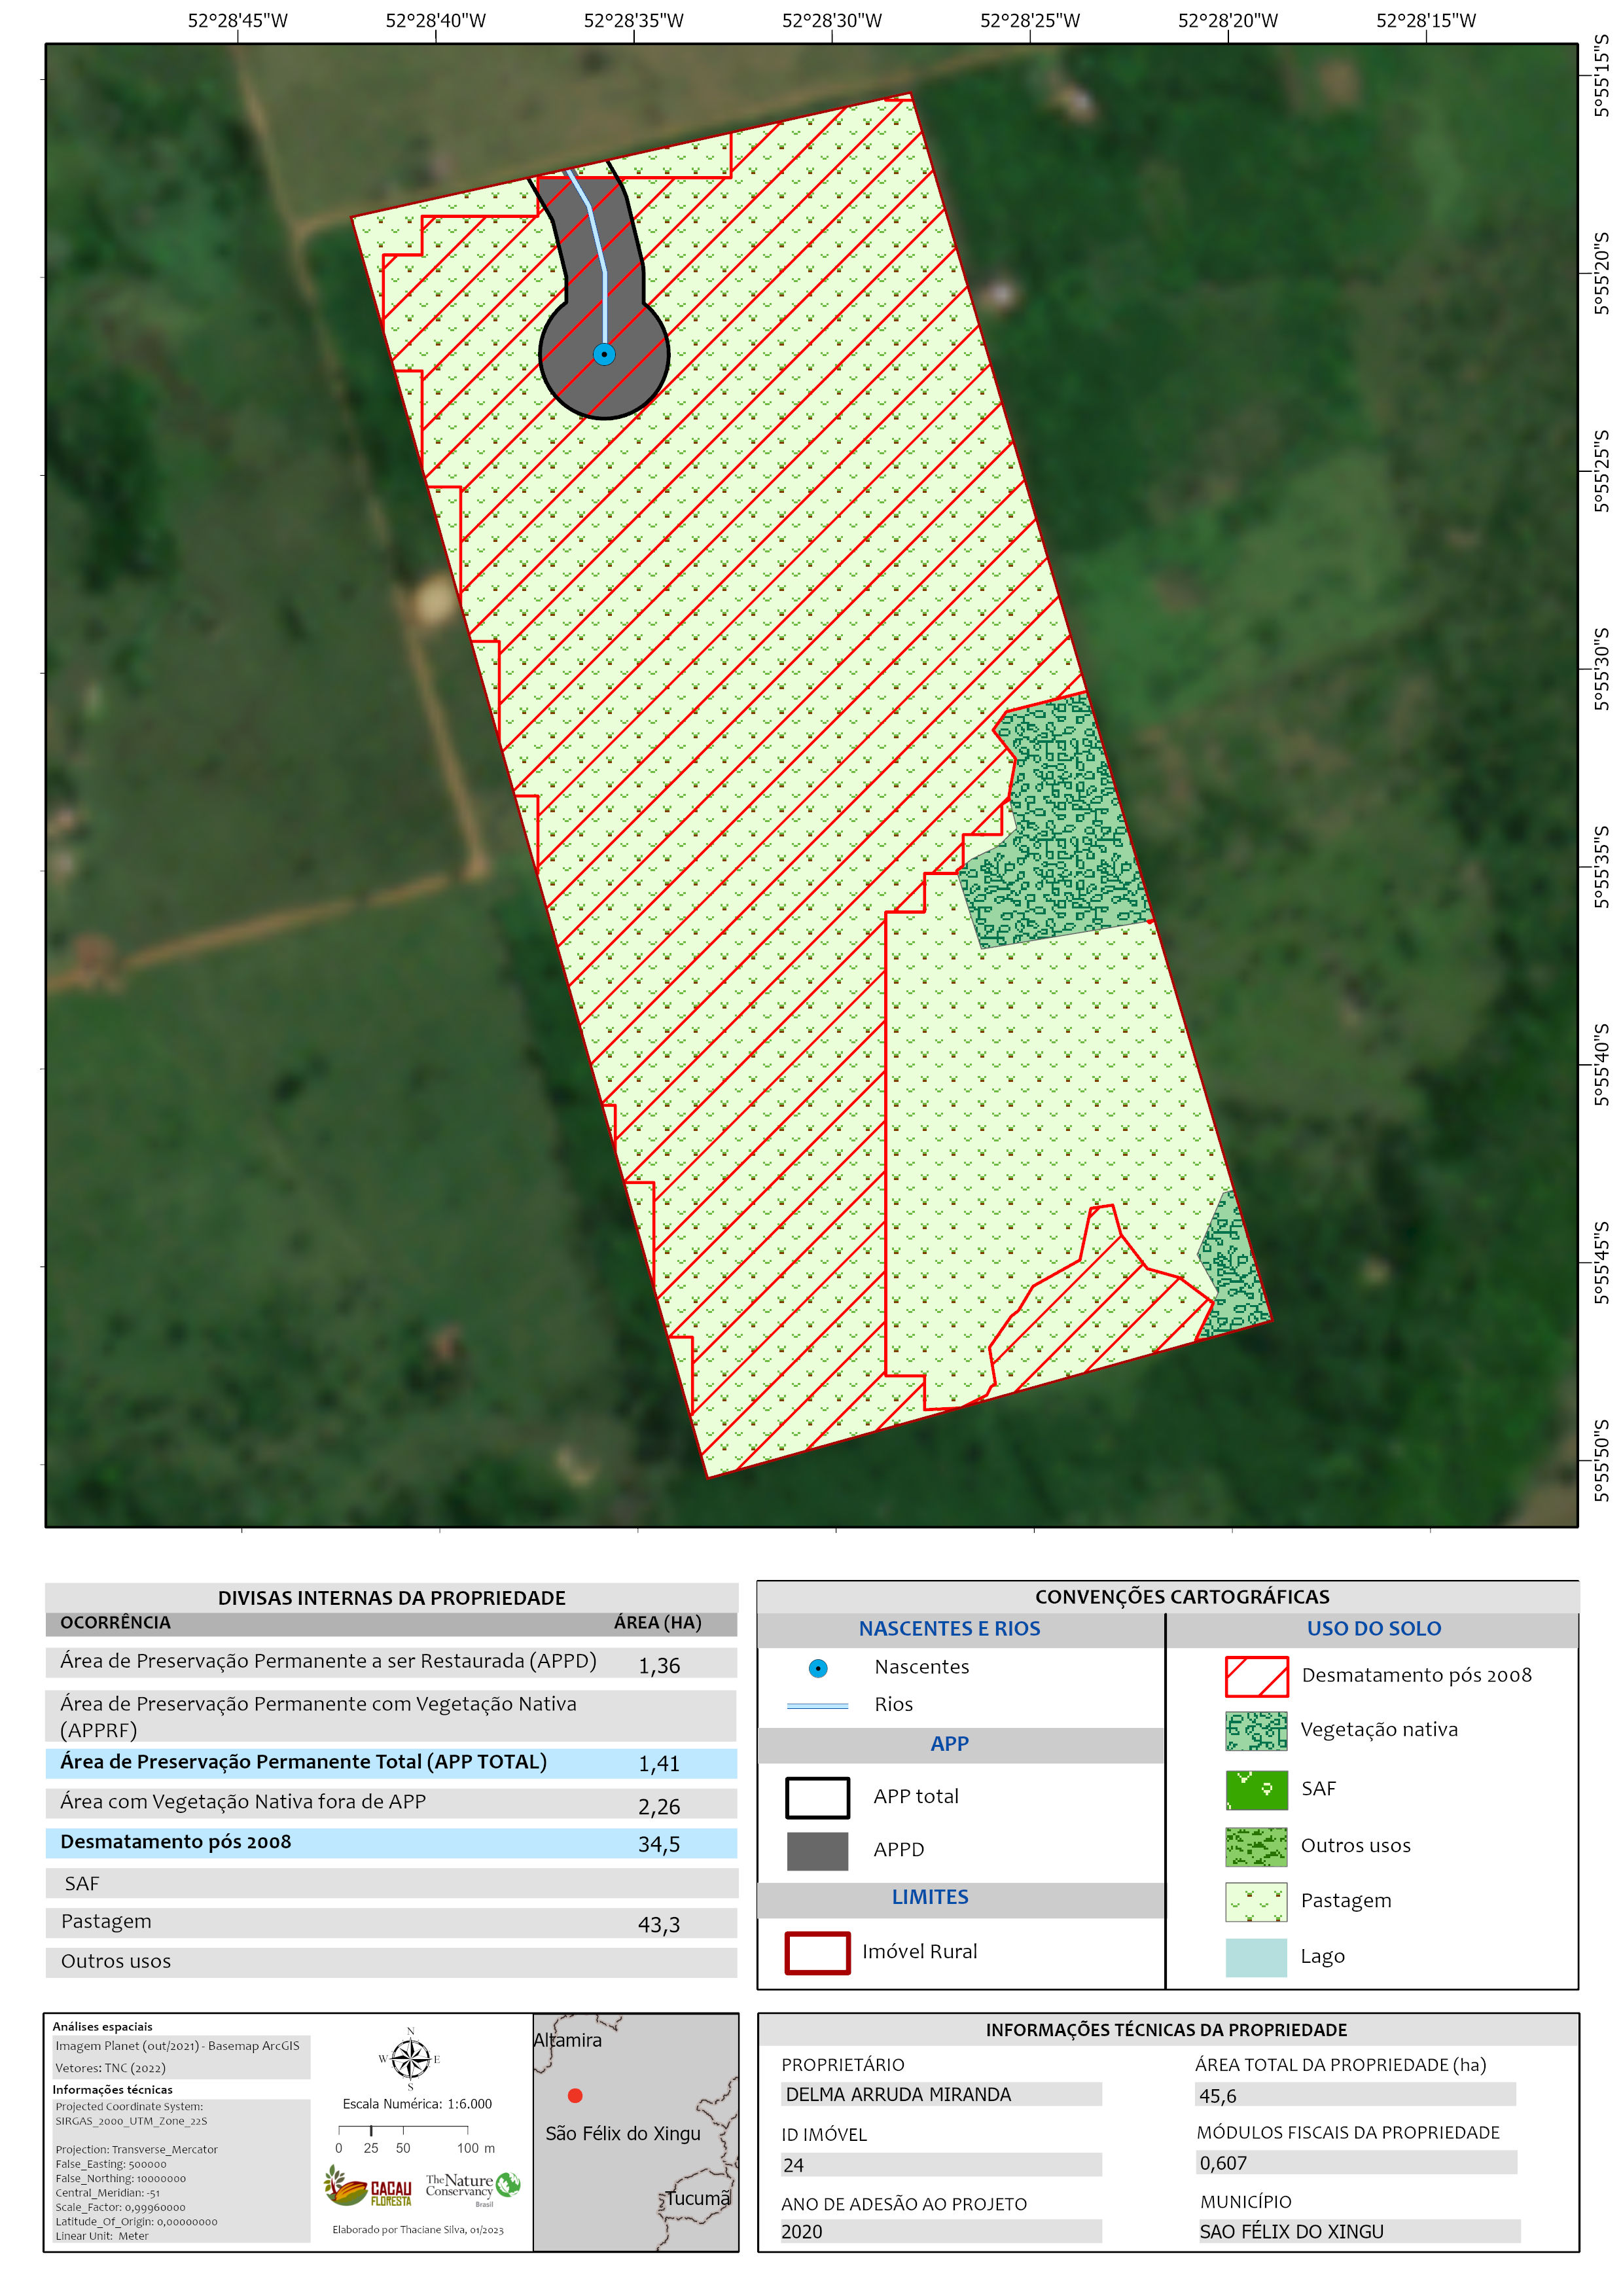 52°28'45"W 52°28'40"W 52°28'35"W 52°28'30"W 52°28'25"W 52°28'20"W 52°28'15"W
5°55'15"S
5°55'20"S
5°55'25"S
5°55'30"S
5°55'35"S
5°55'40"S
5°55'45"S
5°55'50"S
DIVISAS INTERNAS DA PROPRIEDADE
OCORRÊNCIA ÁREA (HA)
Área de Preservação Permanente a ser Restaurada (APPD) 1,36
Área de Preservação Permanente com Vegetação Nativa
(APPRF)
Área de Preservação Permanente Total (APP TOTAL) 1,41
Área com Vegetação Nativa fora de APP 2,26
Desmatamento pós 2008 34,5
SAF
Pastagem 43,3
Outros usos
CONVENÇÕES CARTOGRÁFICAS
NASCENTES E RIOS
Nascentes
Rios
APP
APP total
APPD
LIMITES
Imóvel Rural
USO DO SOLO
Desmatamento pós 2008
Vegetação nativa
SAF
Outros usos
Pastagem
Lago
Análises espaciais
Imagem Planet (out/2021) - Basemap ArcGIS
Vetores: TNC (2022)
Informações técnicas
Projected Coordinate System:
SIRGAS_2000_UTM_Zone_22S
Projection: Transverse_Mercator
False_Easting: 500000
False_Northing: 10000000
Central_Meridian: -51
Scale_Factor: 0,99960000
Latitude_Of_Origin: 0,00000000
Linear Unit: Meter
N
W E
S
Escala Numérica: 1:6.000
0 25 50 100 m
CACAU
FLORESTA
The Nature
Conservancy
Brasil
Elaborado por Thaciane Silva, 01/2023
Altamira
São Félix do Xingu
Tucumã
INFORMAÇÕES TÉCNICAS DA PROPRIEDADE
PROPRIETÁRIO
DELMA ARRUDA MIRANDA
ID IMÓVEL
24
ANO DE ADESÃO AO PROJETO
2020
ÁREA TOTAL DA PROPRIEDADE (ha)
45,6
MÓDULOS FISCAIS DA PROPRIEDADE
0,607
MUNICÍPIO
SAO FÉLIX DO XINGU